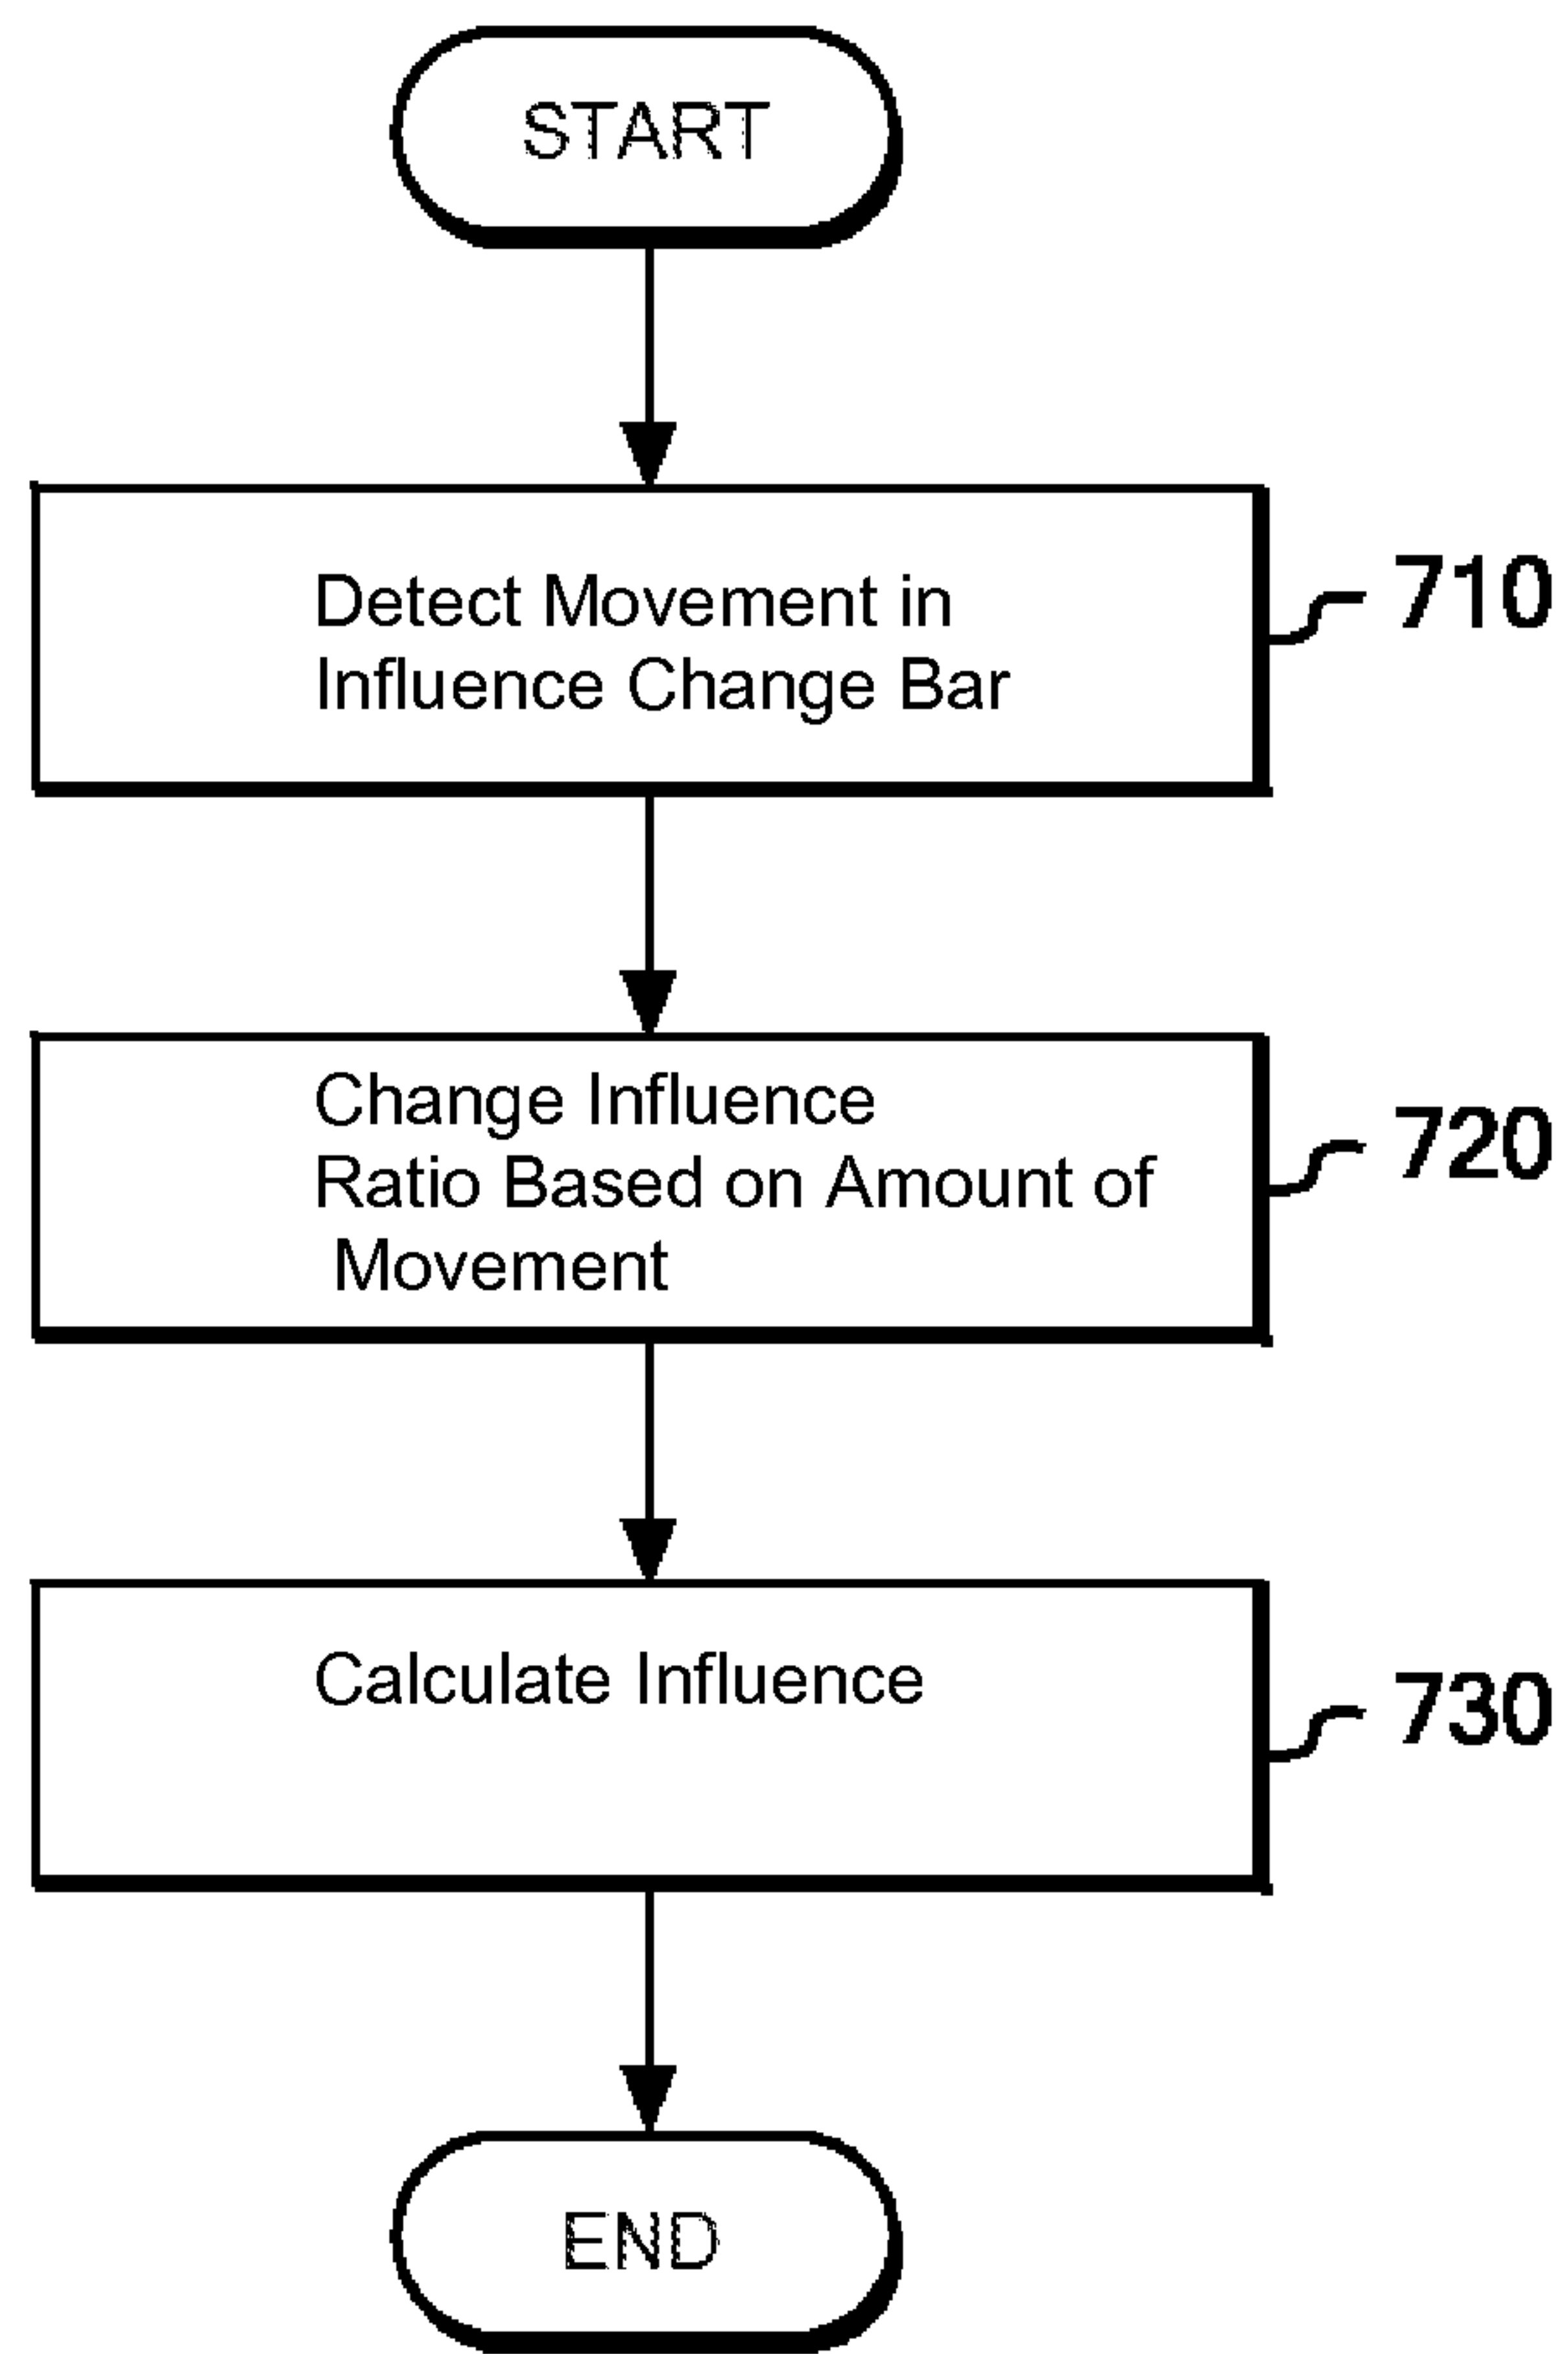 START
Detect Movement in
Influence Change Bar
710
Change Influence
Ratio Based on Amount of
Movement
720
Calculate Influence
730
END